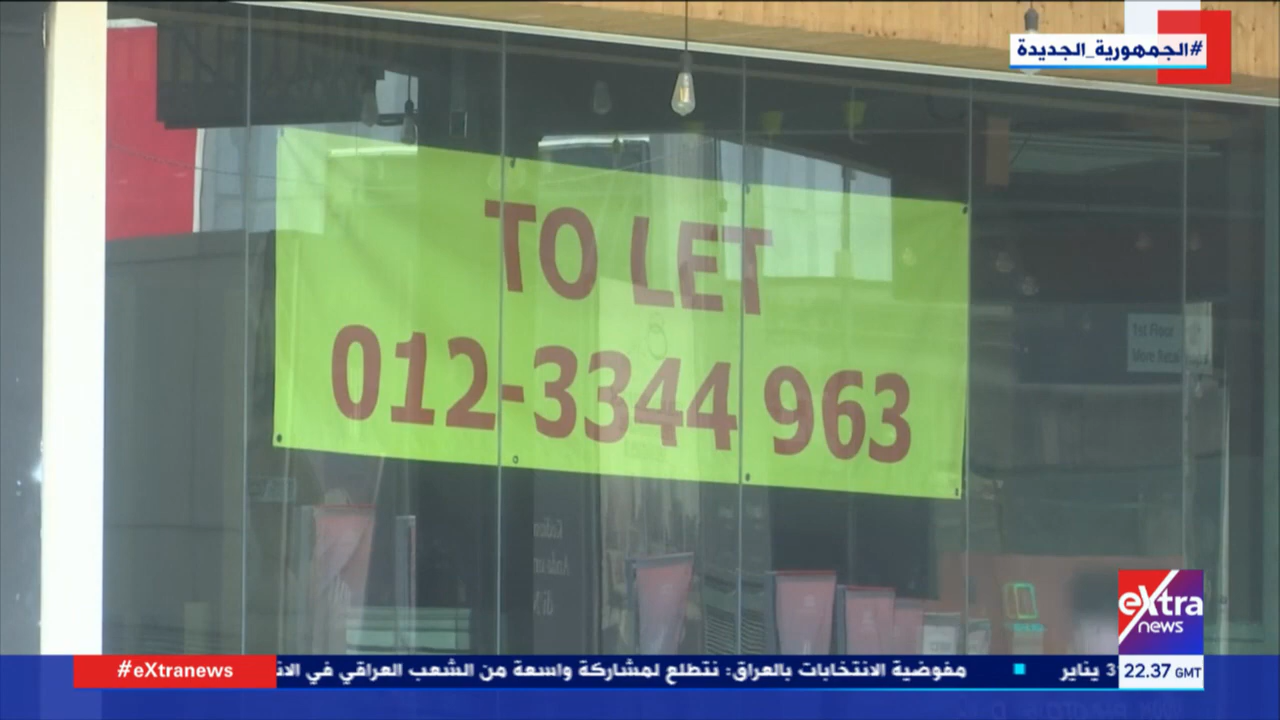 #الجمهورية_الجديدة
TO LET
012-3344 963
1st Floor
eXtra
news
#eXtranews
مفوضية الانتخابات بالعراق: نتطلع لمشاركة واسعة من الشعب العراقي في
يناير
22.37 GMT